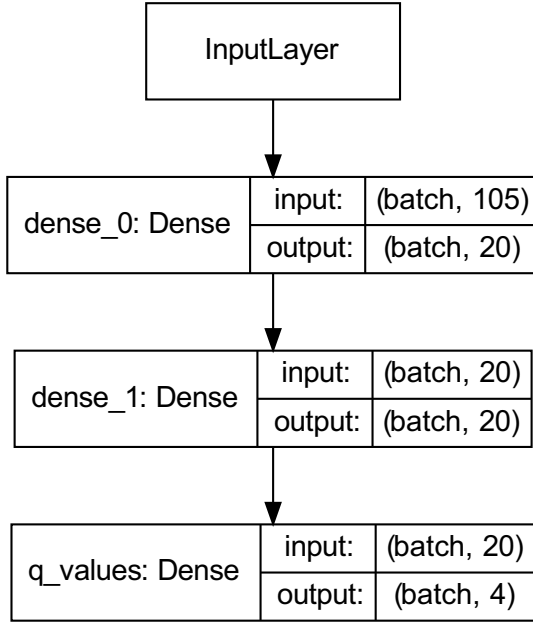 InputLayer
dense_0: Dense
input:
(batch, 105)
output:
(batch, 20)
dense_1: Dense
input:
(batch, 20)
output:
(batch, 20)
q_values: Dense
input:
(batch, 20)
output:
(batch, 4)